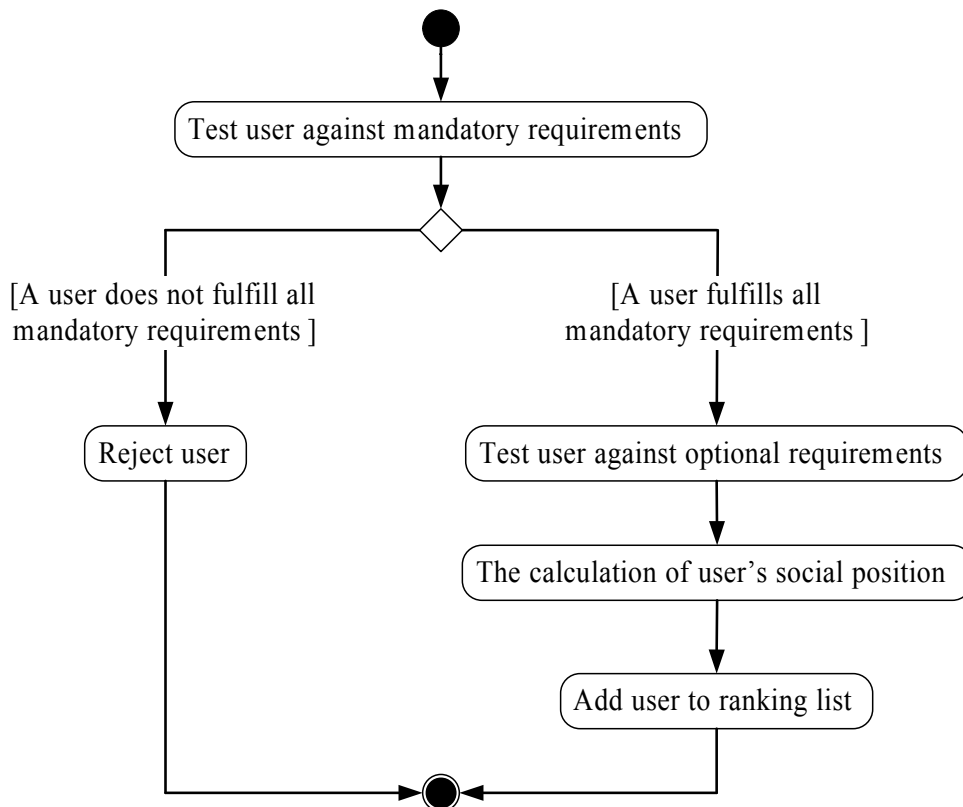 Test user against mandatory requirements
[A user does not fulfill all
mandatory requirements ]
[A user fulfills all
mandatory requirements ]
Reject user
Test user against optional requirements
The calculation of user’s social position
Add user to ranking list